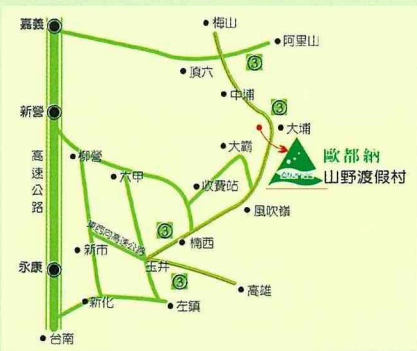 梅山
嘉義
阿里山
③
頂六
中埔
③
新營
大埔
歐都納
山野渡假村
大霸
柳營
高速公路
六甲
收費站
風吹嶺
東西向高速公路
③
楠西
新市
玉井
永康
③
高雄
新化
左鎮
台南